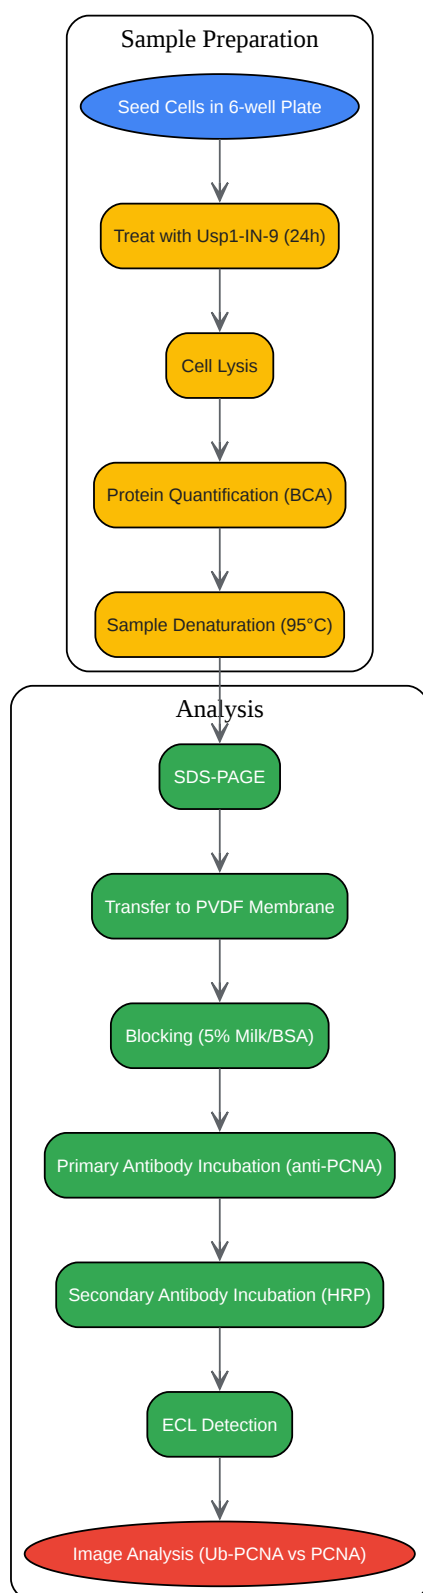 Sample Preparation
Seed Cells in 6-well Plate
Treat with Usp1-IN-9 (24h)
Cell Lysis
Protein Quantification (BCA)
Sample Denaturation (95°C)
Analysis
SDS-PAGE
Transfer to PVDF Membrane
Blocking (5% Milk/BSA)
Primary Antibody Incubation (anti-PCNA)
Secondary Antibody Incubation (HRP)
ECL Detection
Image Analysis (Ub-PCNA vs PCNA)